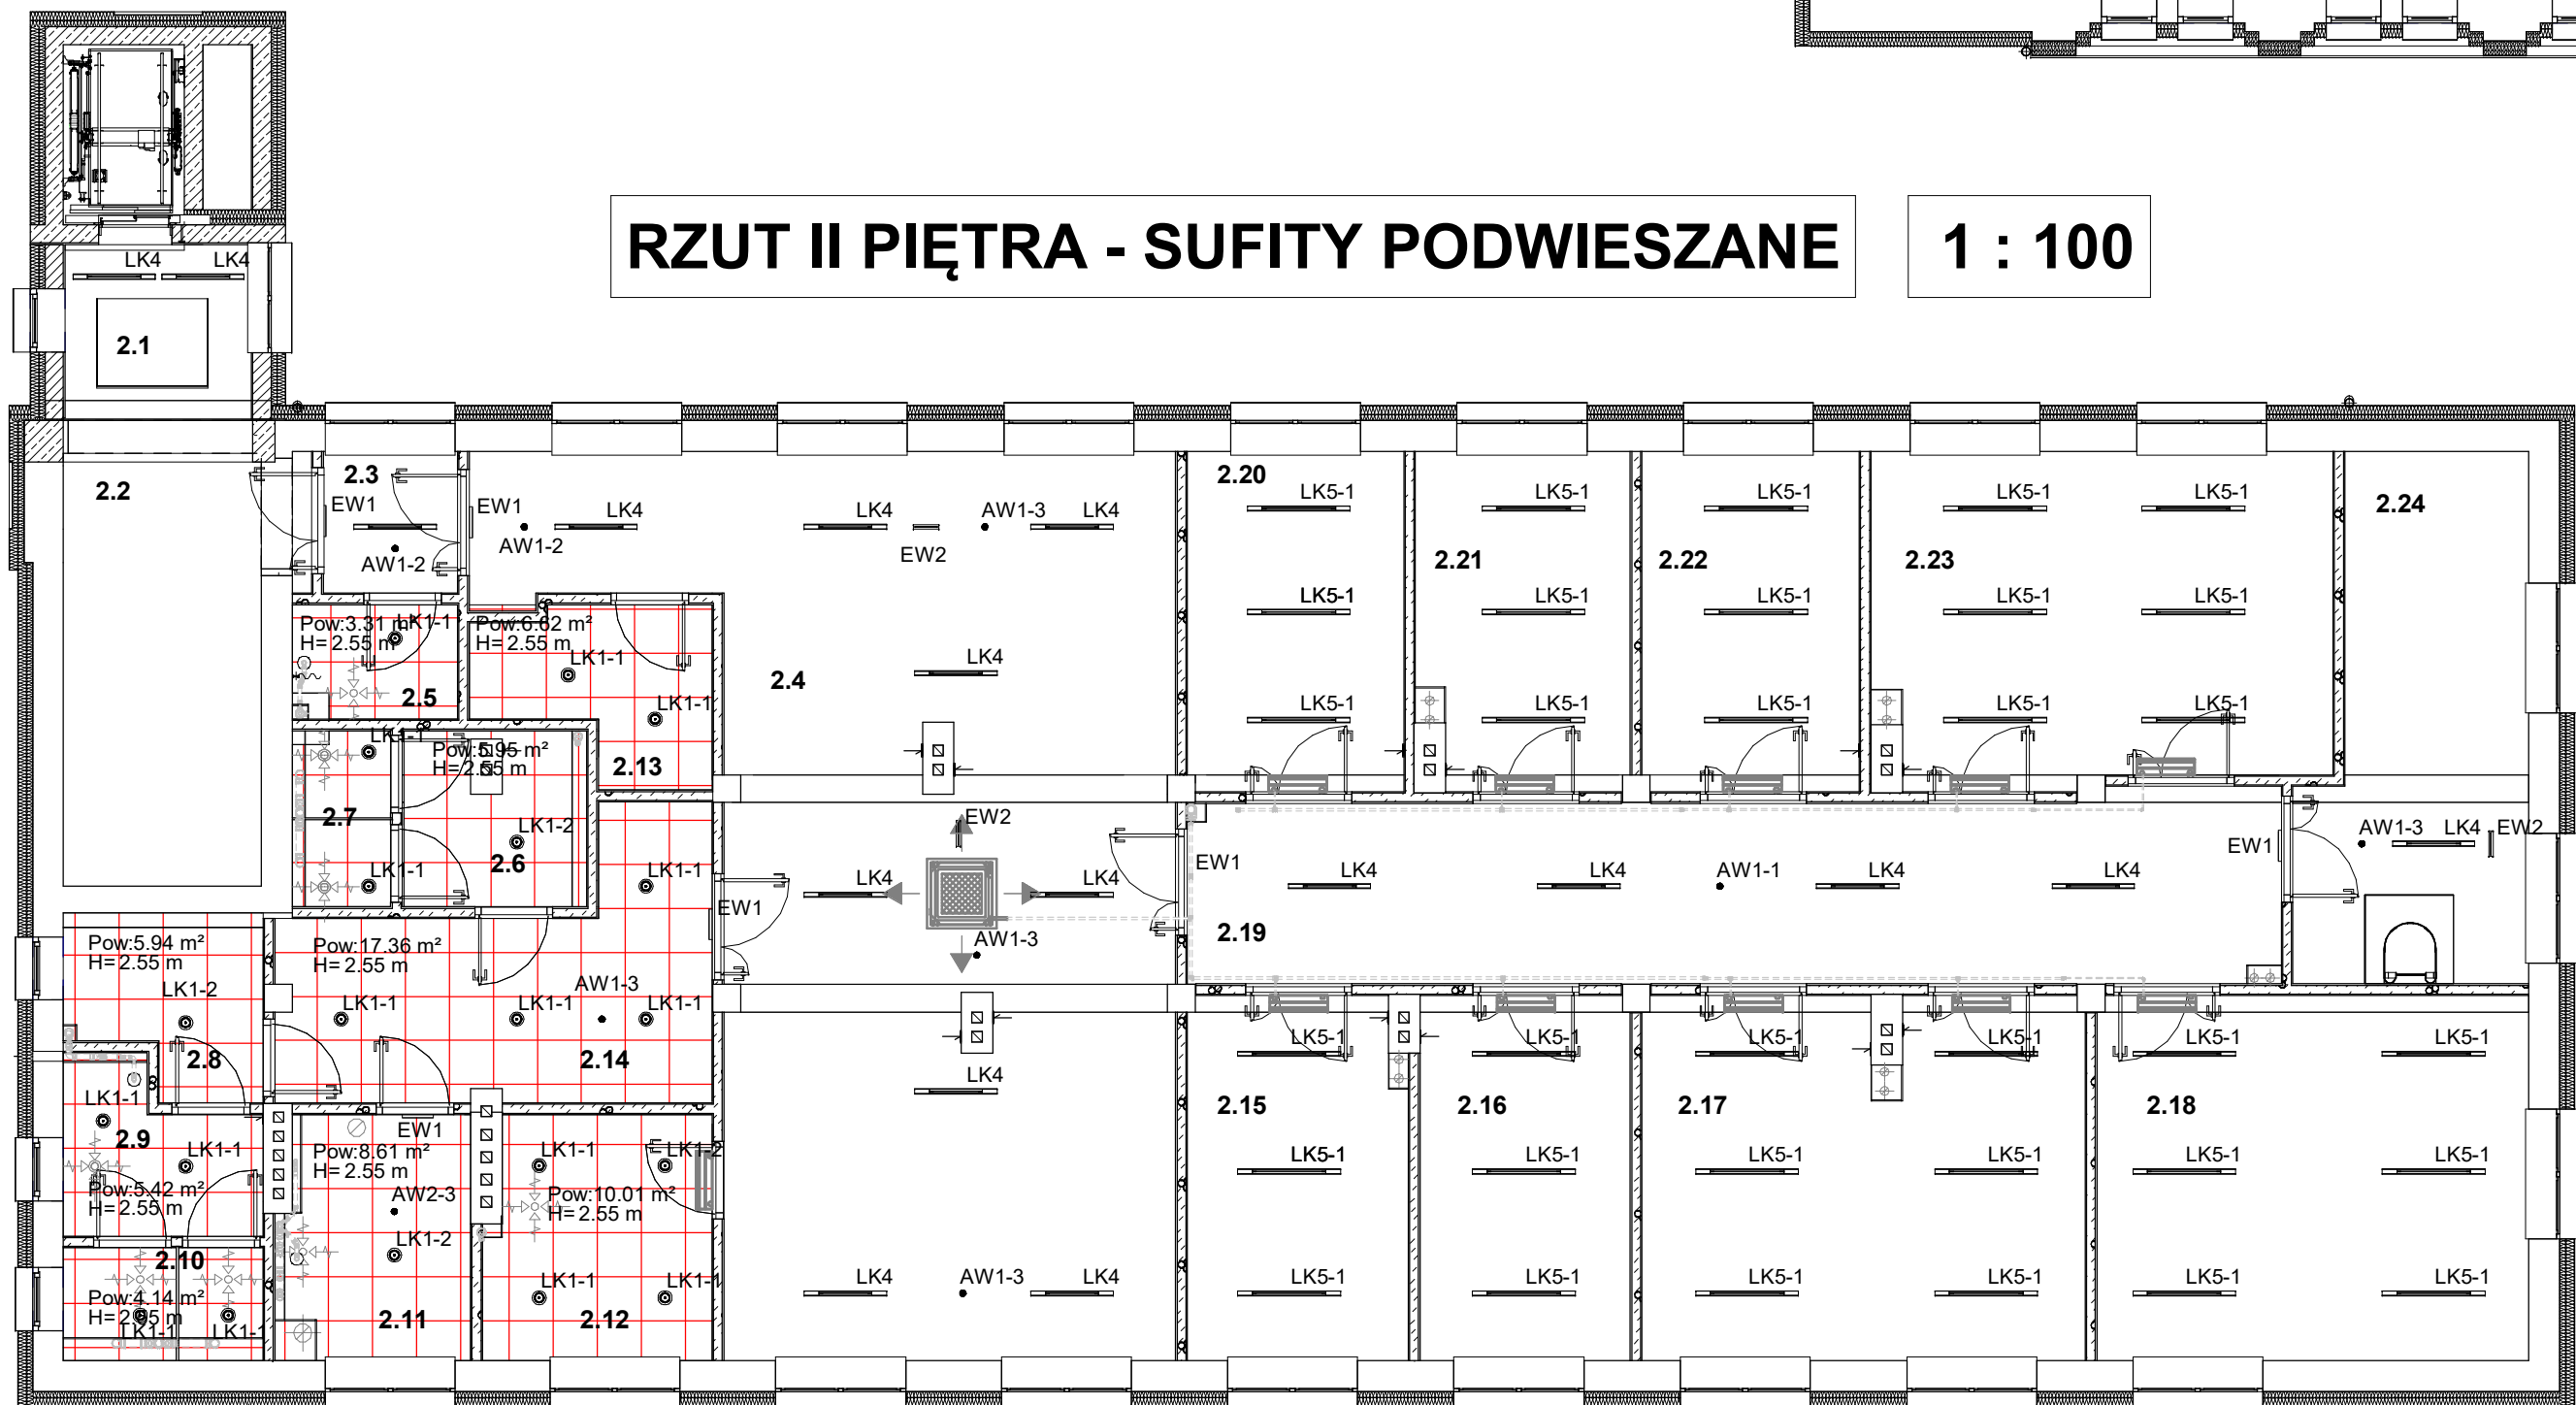 RZUT II PIĘTRA - SUFITY PODWIESZANE
1 : 100
LK4 LK4
2.1
2.2
2.3
EW1
AW1-2
EW1
AW1-2
LK4
LK4
EW2
AW1-3
LK4
LK4
2.4
2.20
LK5-1
LK5-1
LK5-1
2.21
LK5-1
LK5-1
LK5-1
2.22
LK5-1
LK5-1
LK5-1
2.23
LK5-1
LK5-1
LK5-1
LK5-1
LK5-1
LK5-1
2.24
Pow:3.31 m²
H= 2.55 m
LK1-1
2.5
Pow:6.62 m²
H= 2.55 m
LK1-1
LK1-1
2.13
LK1-1
2.7
LK1-1
Pow:5.95 m²
H= 2.55 m
LK1-2
2.6
LK1-1
EW1
EW2
LK4
LK4
AW1-3
EW1
2.19
LK4
LK4
AW1-1
LK4
LK4
EW1
AW1-3
LK4
EW2
Pow:5.94 m²
H= 2.55 m
LK1-2
2.8
Pow:17.36 m²
H= 2.55 m
LK1-1
LK1-1
AW1-3
LK1-1
2.14
LK4
LK4
AW1-3
LK4
LK1-1
2.9
LK1-1
Pow:5.42 m²
H= 2.55 m
2.10
Pow:4.14 m²
LK1-1
LK1-1
EW1
Pow:8.61 m²
H= 2.55 m
AW2-3
LK1-2
2.11
LK1-1
LK1-2
Pow:10.01 m²
H= 2.55 m
LK1-1
LK1-1
2.12
LK5-1
2.15
LK5-1
LK5-1
LK5-1
2.16
LK5-1
LK5-1
LK5-1
LK5-1
2.17
LK5-1
LK5-1
LK5-1
LK5-1
LK5-1
LK5-1
2.18
LK5-1
LK5-1
LK5-1
LK5-1